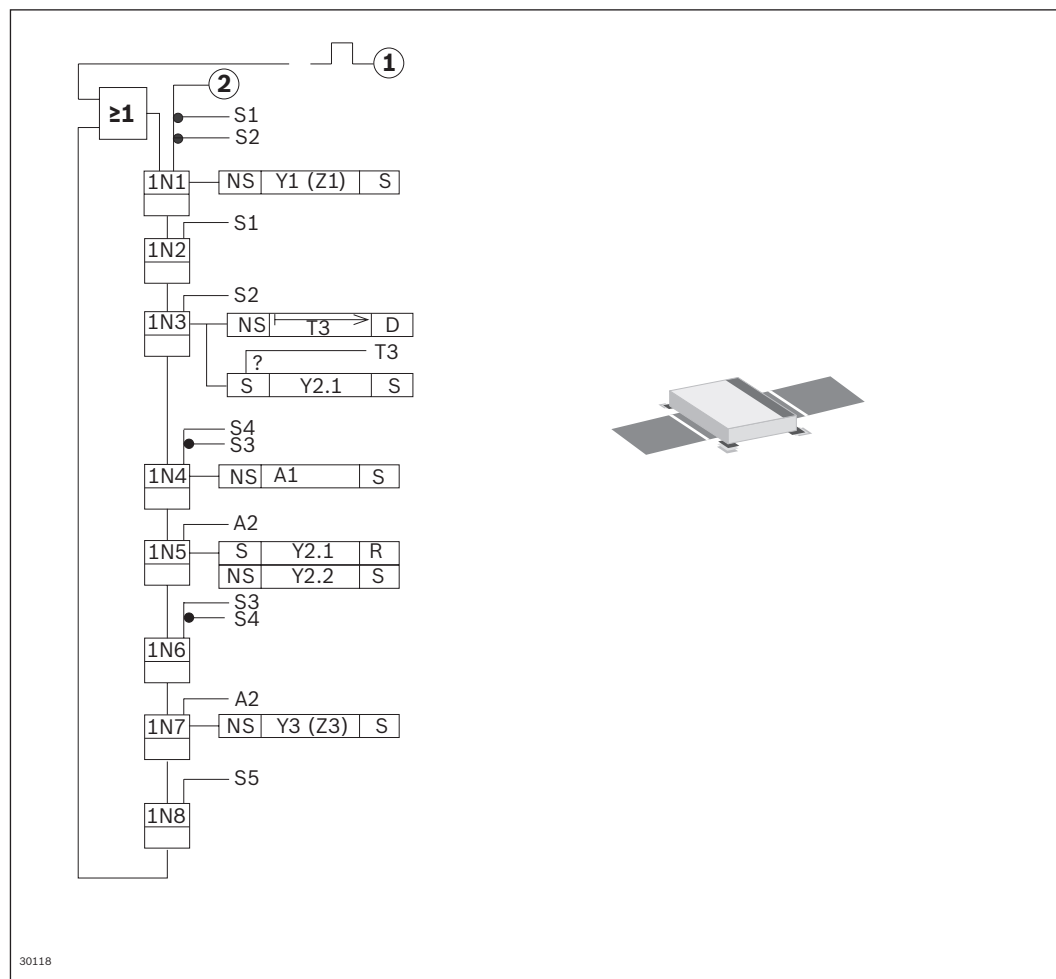 1
2
≥1
S1
S2
1N1 NS Y1 (Z1) S
S1
1N2
S2
1N3 NS T3 D
T3
?
S Y2.1 S
S4
S3
1N4 NS A1 S
A2
1N5 S Y2.1 R
NS Y2.2 S
S3
S4
1N6
A2
1N7 NS Y3 (Z3) S
S5
1N8
30118